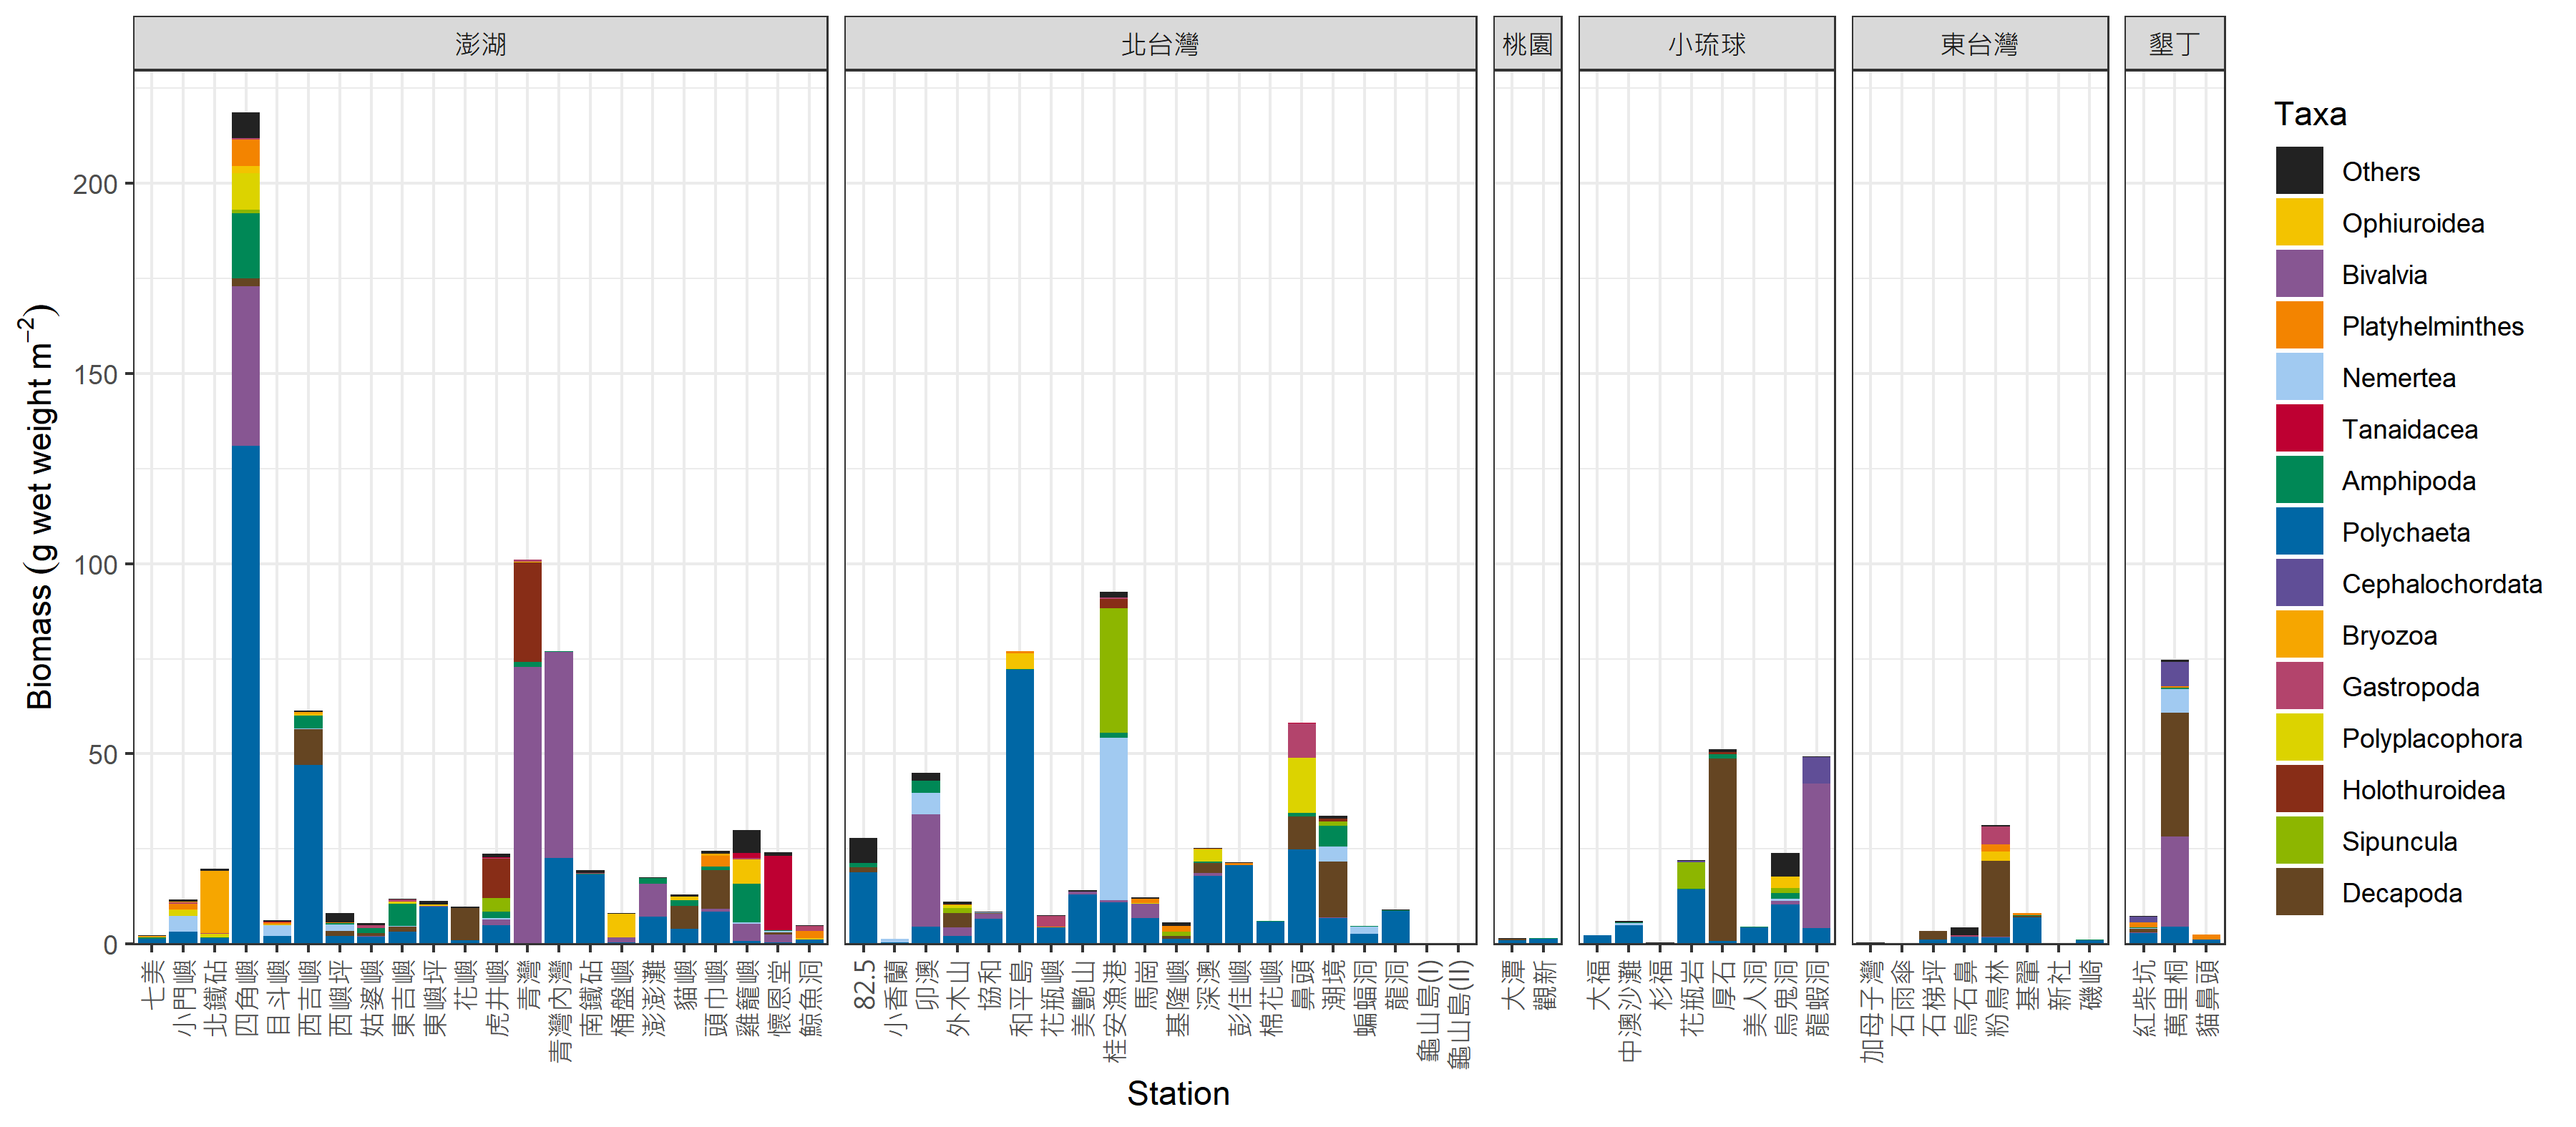 澎湖
北台灣
桃園
小琉球
東台灣
墾丁
Biomass (g wet weight m⁻²)
200
150
100
50
0
七美
小門嶼
北鐵砧
四角嶼
目斗嶼
西吉嶼
西嶼坪
姑婆嶼
東吉嶼
東嶼坪
花嶼
虎井嶼
青灣
青灣內灣
南鐵砧
桶盤嶼
澎澎灘
貓嶼
頭巾嶼
雞籠嶼
懷恩堂
鯨魚洞
82.5
小香蘭
卯澳
外木山
協和
和平島
花瓶嶼
美艷山
桂安漁港
馬崗
基隆嶼
深澳
彭佳嶼
棉花嶼
鼻頭
潮境
蝙蝠洞
龍洞
龜山島(I)
龜山島(II)
大潭
觀新
大福
中澳沙灘
杉福
花瓶岩
厚石
美人洞
烏鬼洞
龍蝦洞
加母子灣
石雨傘
石梯坪
烏石鼻
粉鳥林
基翬
新社
磯崎
紅柴坑
萬里桐
貓鼻頭
Station
Taxa
Others
Ophiuroidea
Bivalvia
Platyhelminthes
Nemertea
Tanaidacea
Amphipoda
Polychaeta
Cephalochordata
Bryozoa
Gastropoda
Polyplacophora
Holothuroidea
Sipuncula
Decapoda